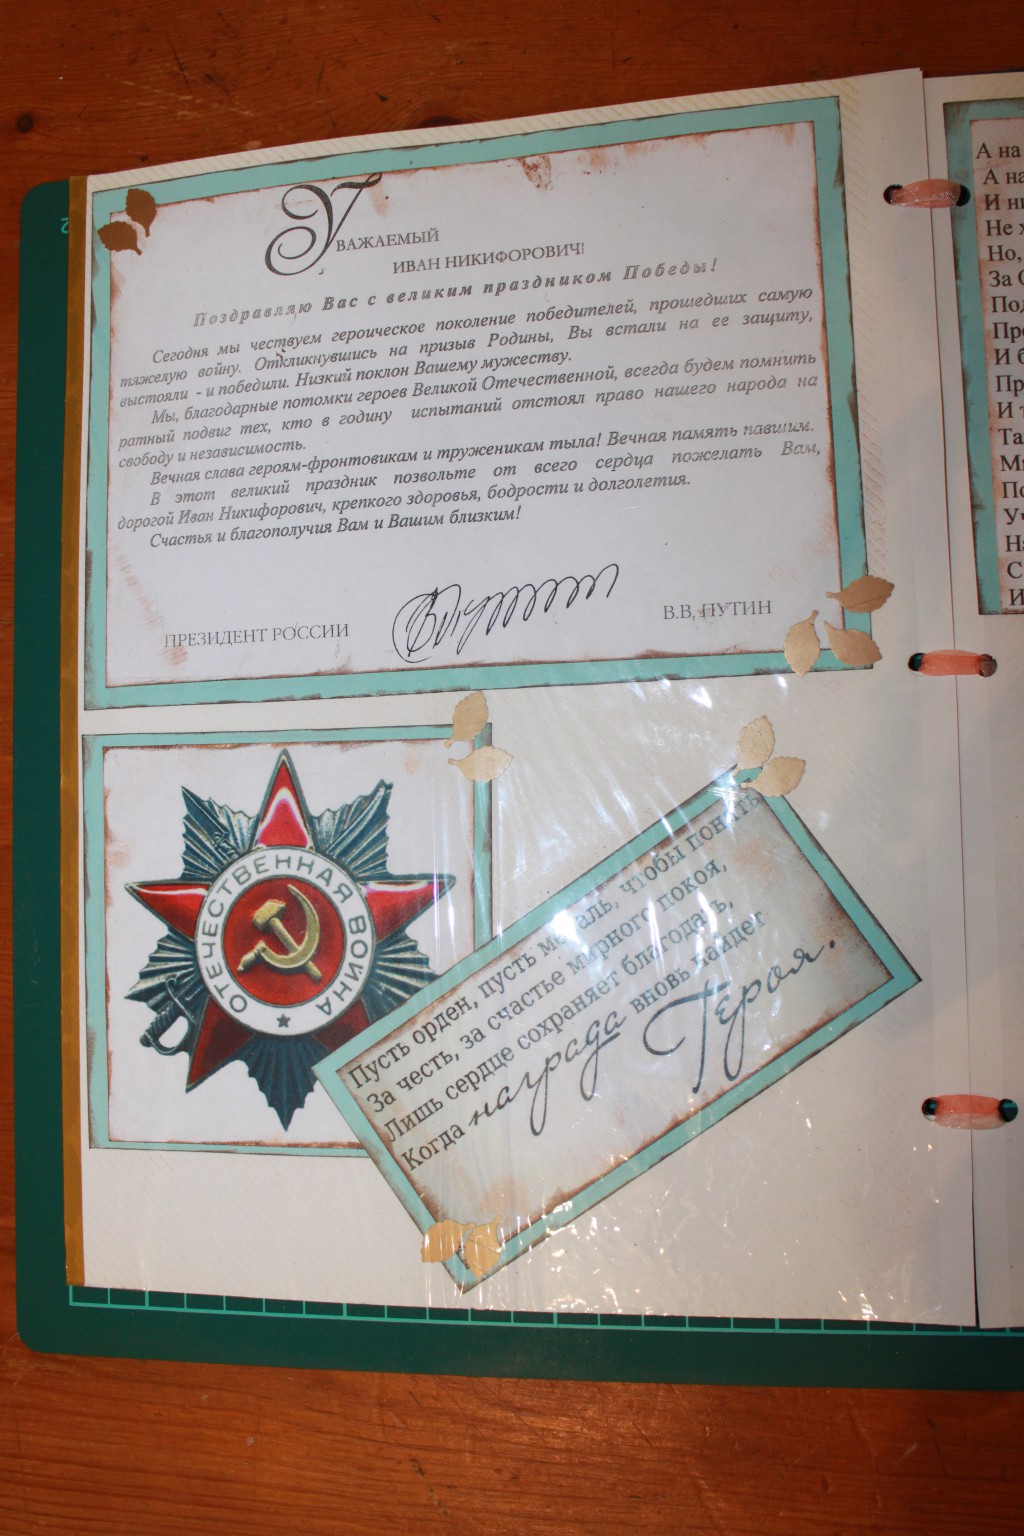 Уважаемый
ИВАН НИКИФОРОВИЧ!
Поздравляю Вас с великим праздником Победы!
Сегодня мы чествуем героическое поколение победителей, прошедших самую
тяжелую войну. Откликнувшись на призыв Родины, Вы встали на ее защиту,
выстояли - и победили. Низкий поклон Вашему мужеству.
Мы, благодарные потомки героев Великой Отечественной, всегда будем помнить
ратный подвиг тех, кто в годину испытаний отстоял право нашего народа на
свободу и независимость.
Вечная слава героям-фронтовикам и труженикам тыла! Вечная память павшим.
В этот великий праздник позвольте от всего сердца пожелать Вам,
дорогой Иван Никифорович, крепкого здоровья, бодрости и долголетия.
Счастья и благополучия Вам и Вашим близким!
ПРЕЗИДЕНТ РОССИИ
В.В. ПУТИН
ОТЕЧЕСТВЕННАЯ ВОЙНА
Пусть орден, пусть медаль, чтобы понять
За честь, за счастье мирного покоя,
Лишь сердце сохраняет благодать,
Когда награда вновь найдет
Героя.
А на
А на
И ни
Не
Но,
За
И б
И
На
С
И